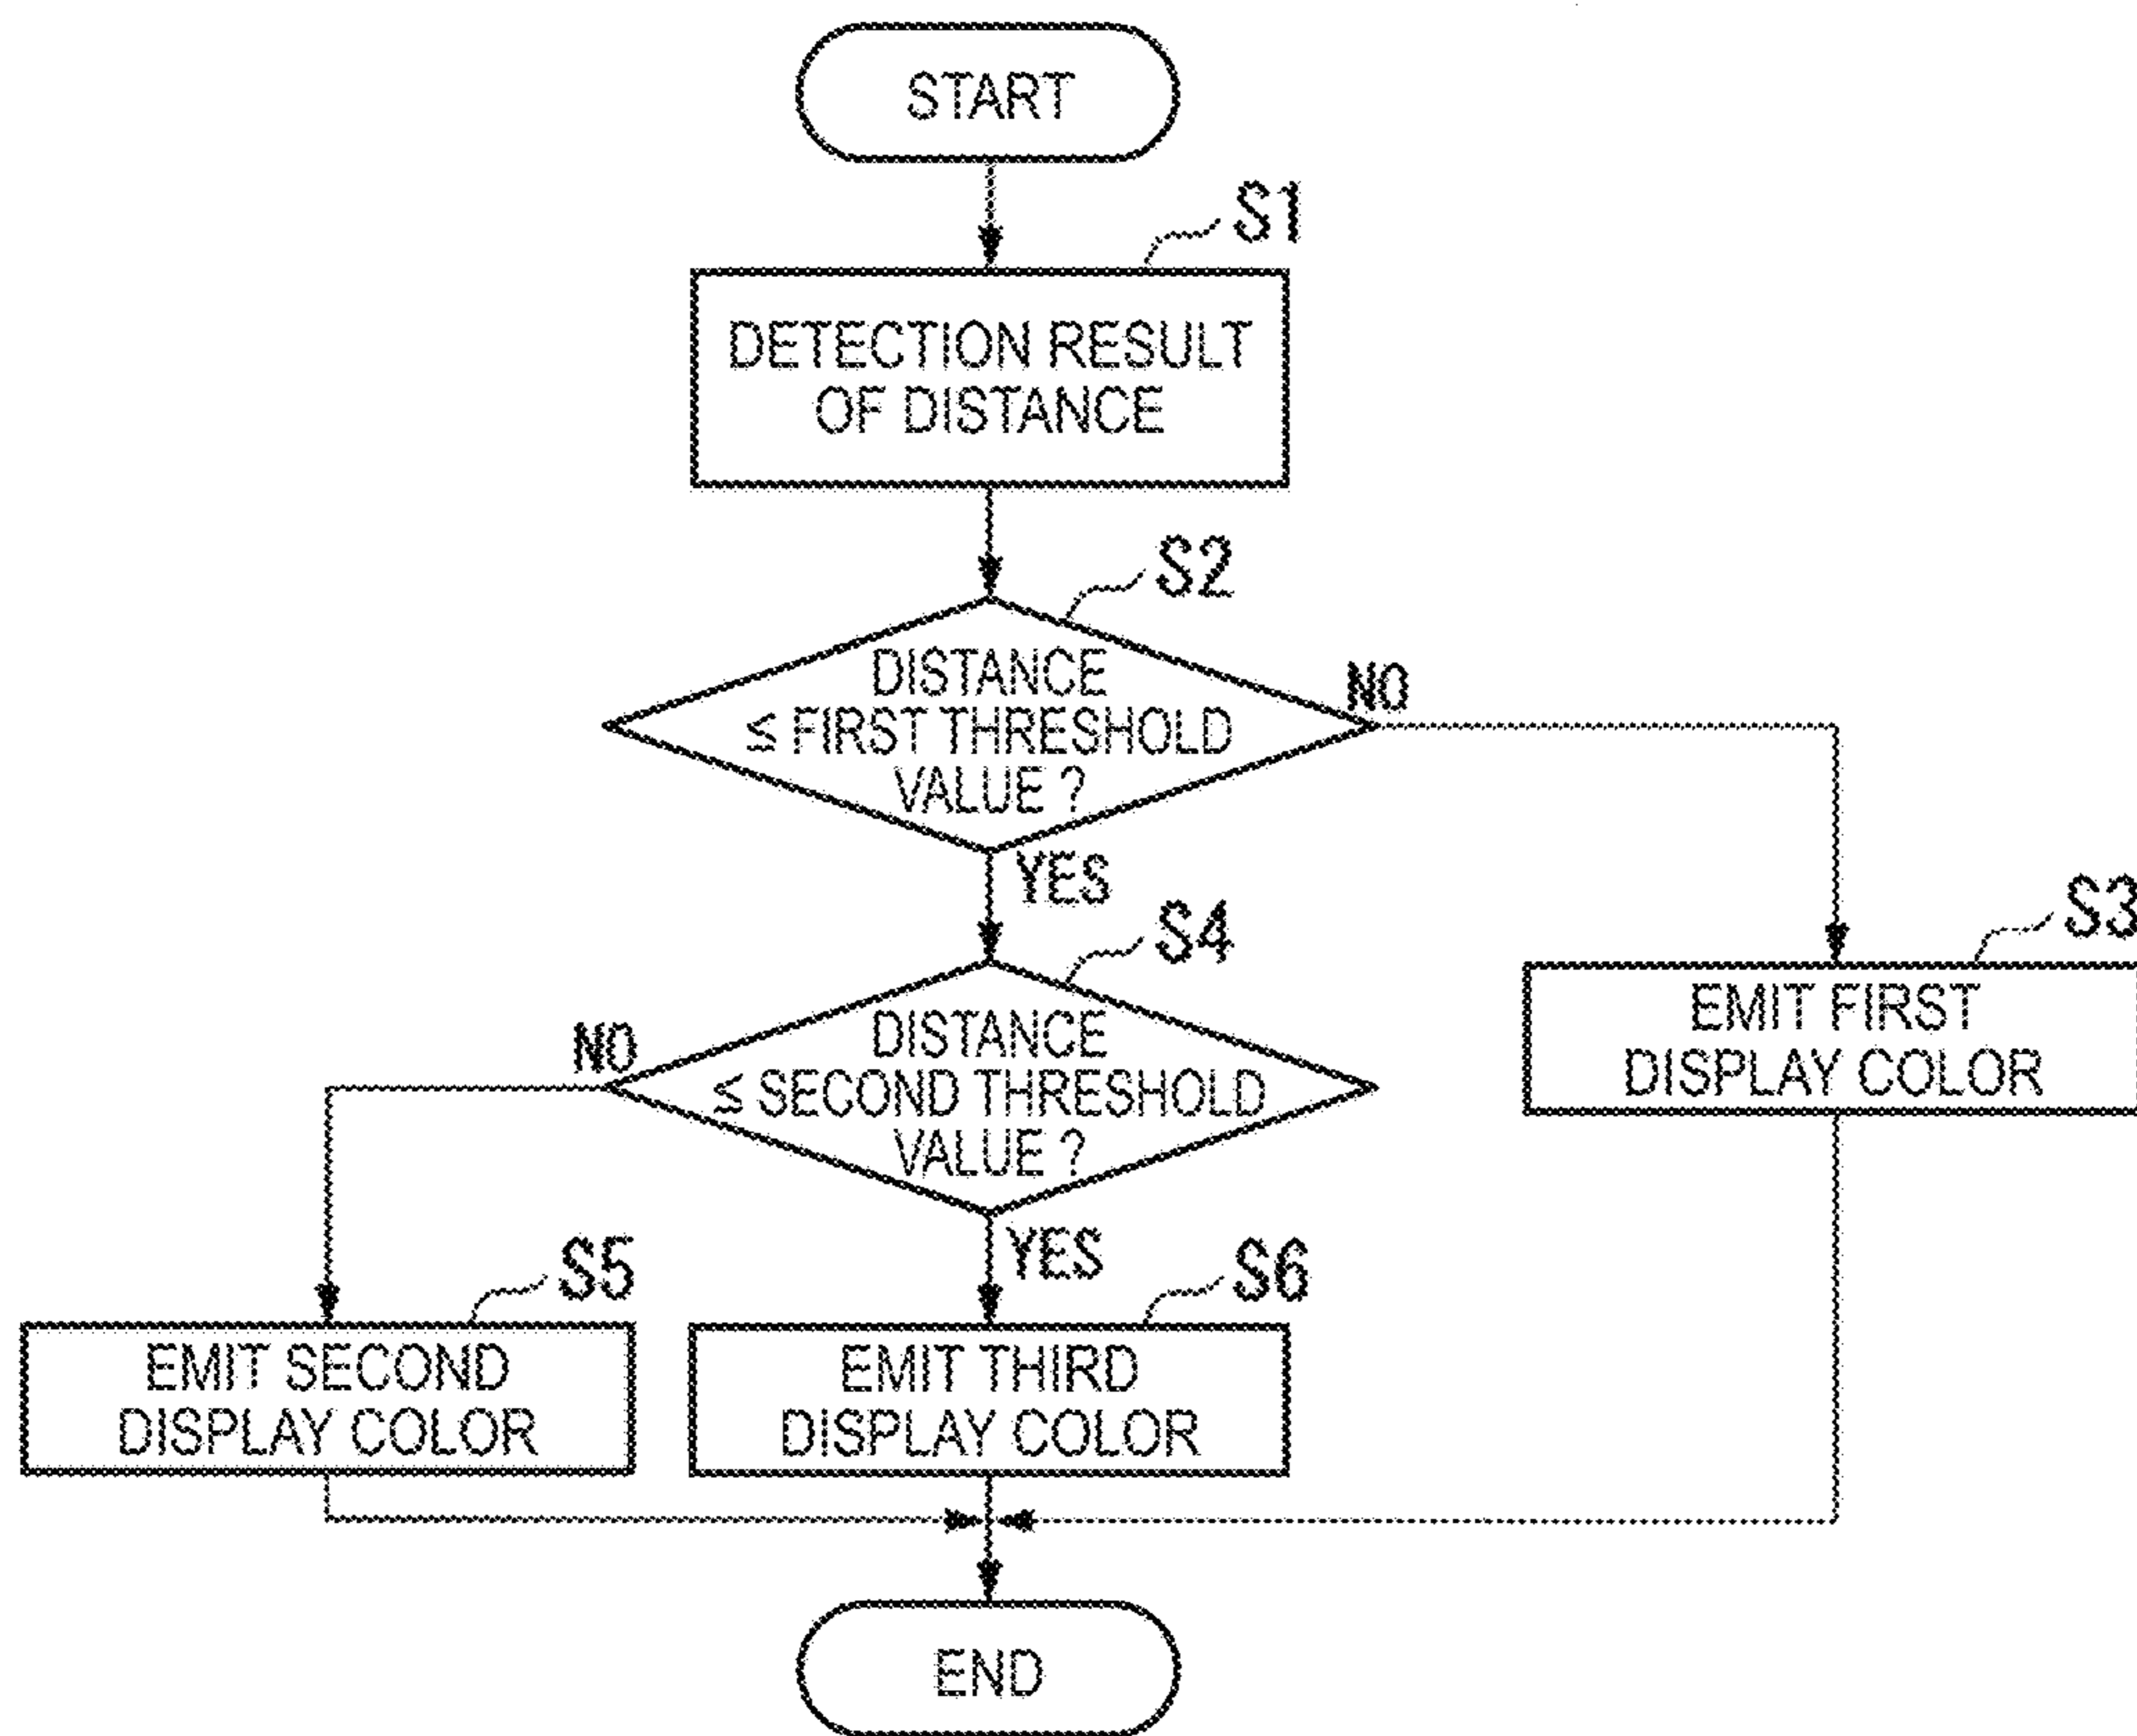 START
S1
DETECTION RESULT
OF DISTANCE
S2
DISTANCE
≤ FIRST THRESHOLD
VALUE ?
NO
YES
S3
EMIT FIRST
DISPLAY COLOR
S4
DISTANCE
≤ SECOND THRESHOLD
VALUE ?
NO
YES
S5
EMIT SECOND
DISPLAY COLOR
S6
EMIT THIRD
DISPLAY COLOR
END